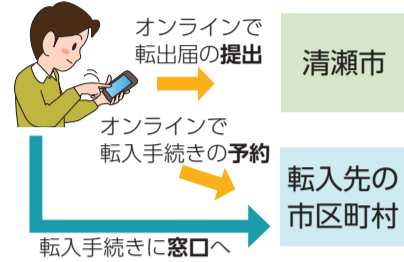 オンラインで
転出届の提出
清瀬市
オンラインで
転入手続きの予約
転入先の
市区町村
転入手続きに窓口へ